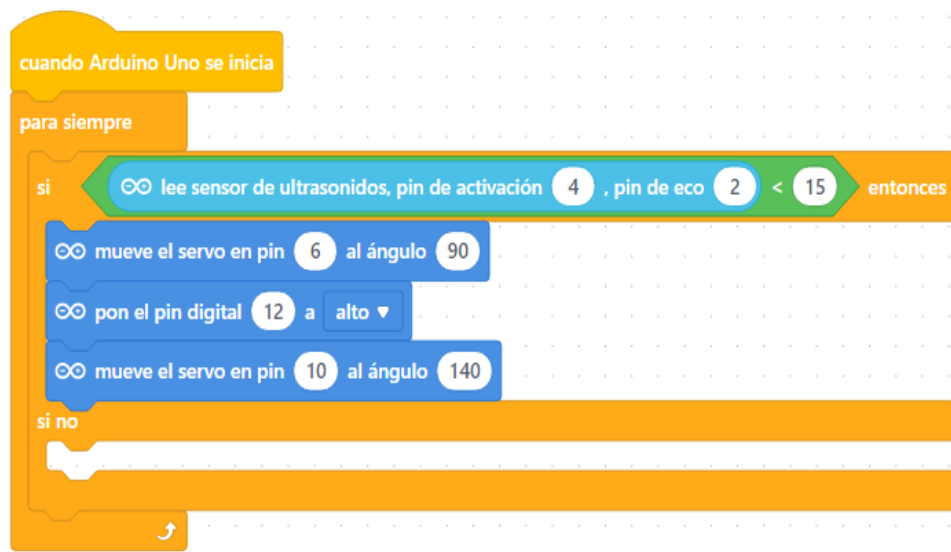 cuando Arduino Uno se inicia
para siempre
si lee sensor de ultrasonidos, pin de activación 4 , pin de eco 2 < 15 entonces
mueve el servo en pin 6 al ángulo 90
pon el pin digital 12 a alto ▼
mueve el servo en pin 10 al ángulo 140
si no